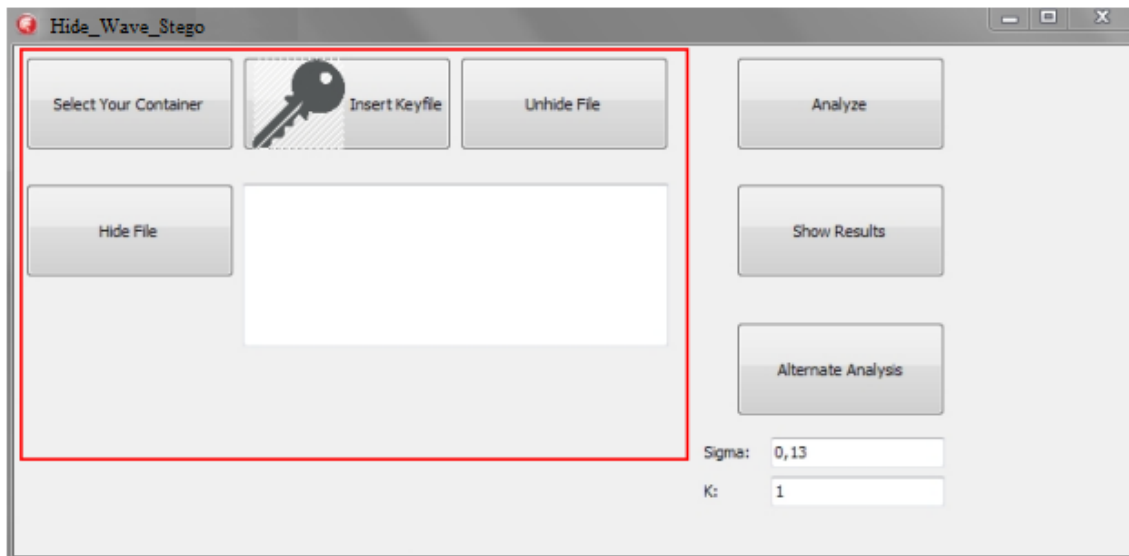 Hide_Wave_Stego
Select Your Container
Insert Keyfile
Unhide File
Analyze
Hide File
Show Results
Alternate Analysis
Sigma: 0,13
K: 1